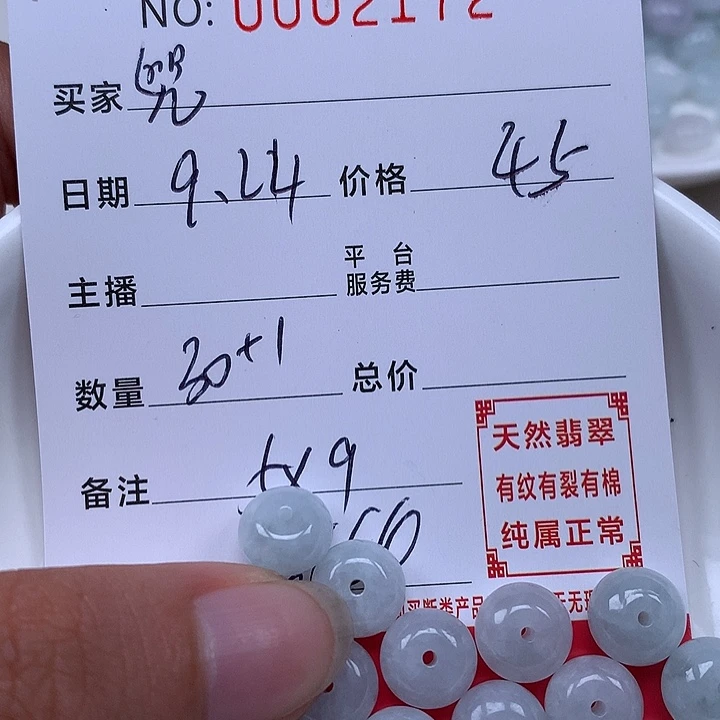 NO: 0002172
买家
日期 9.24 价格 45
主播 平台服务费
数量 30+1 总价
备注
天然翡翠
有纹有裂有棉
纯属正常